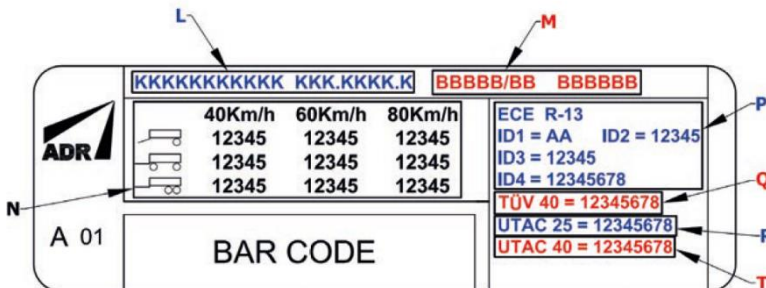 L
M
KKKKKKKKKKK KKK.KKKK.K
BBBBB/BB BBBBBB
ADR
40Km/h 60Km/h 80Km/h
12345 12345 12345
12345 12345 12345
12345 12345 12345
N
A 01
BAR CODE
ECE R-13
ID1 = AA ID2 = 12345
ID3 = 12345
ID4 = 12345678
TÜV 40 = 12345678
UTAC 25 = 12345678
UTAC 40 = 12345678
P
Q
T